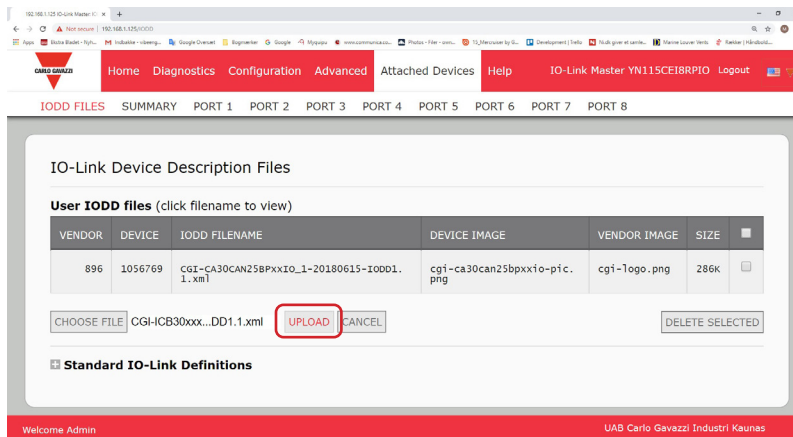 192.168.1.125 IO-Link Master IO
Not secure | 192.168.1.125/IODD
Apps
Google
Development | Trello
CARLO GAVAZZI
Home Diagnostics Configuration Advanced Attached Devices Help IO-Link Master YN115CEI8RPIO Logout
IODD FILES SUMMARY PORT 1 PORT 2 PORT 3 PORT 4 PORT 5 PORT 6 PORT 7 PORT 8
IO-Link Device Description Files
User IODD files (click filename to view)
VENDOR DEVICE IODD FILENAME DEVICE IMAGE VENDOR IMAGE SIZE
896 1056769 CGI-CA30CAN25BPxxIO_1-20180615-IODD1. cgi-ca30can25bpxxio-pic. cgi-logo.png 286K
1.xml png
CHOOSE FILE CGI-ICB30xxx...DD1.1.xml UPLOAD CANCEL DELETE SELECTED
Standard IO-Link Definitions
Welcome Admin UAB Carlo Gavazzi Industri Kaunas